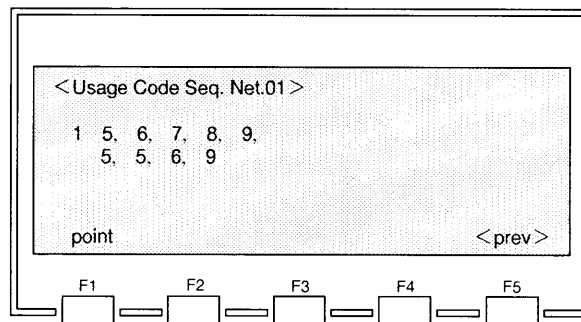 <Usage Code Seq. Net.01>
1 5, 6, 7, 8, 9,
5, 5, 6, 9
point <prev>
F1 F2 F3 F4 F5